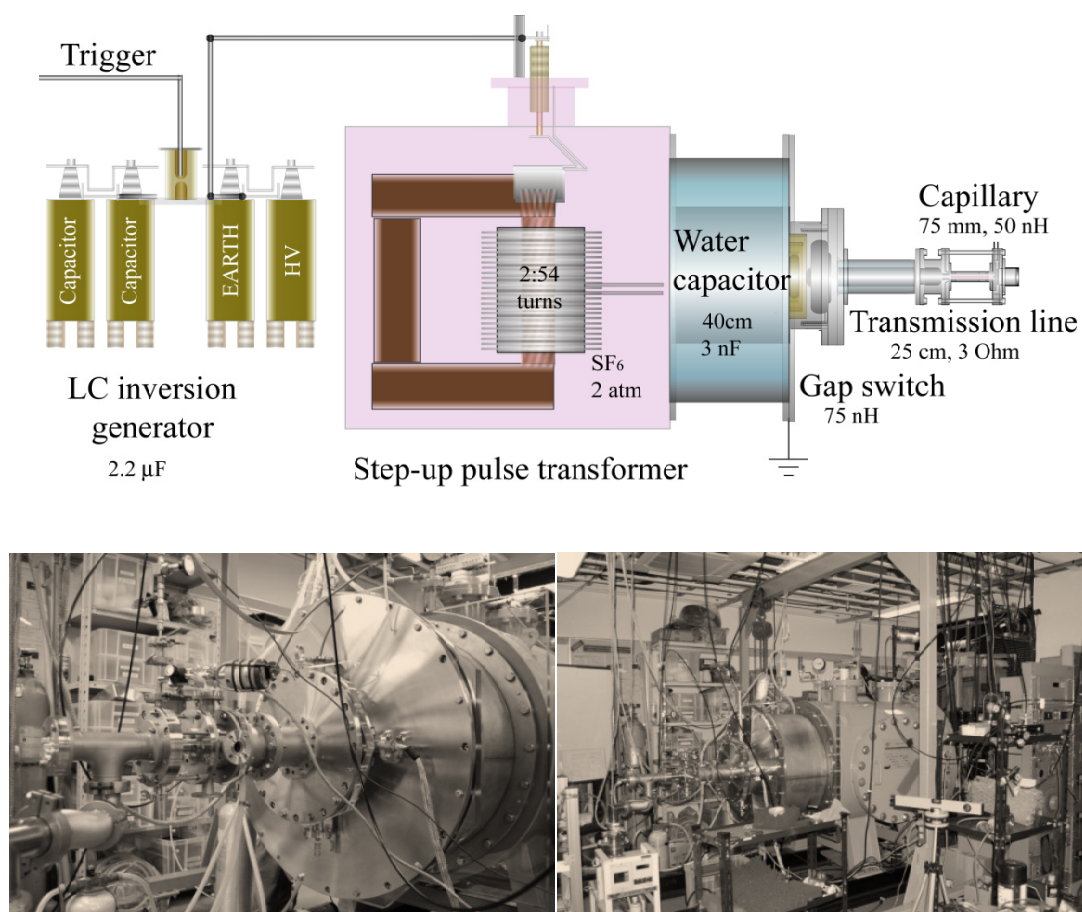 Trigger
Capacitor
Capacitor
EARTH
HV
LC inversion
generator
2.2 µF
2:54
turns
SF₆
2 atm
Step-up pulse transformer
Water
capacitor
40cm
3 nF
Gap switch
75 nH
Capillary
75 mm, 50 nH
Transmission line
25 cm, 3 Ohm